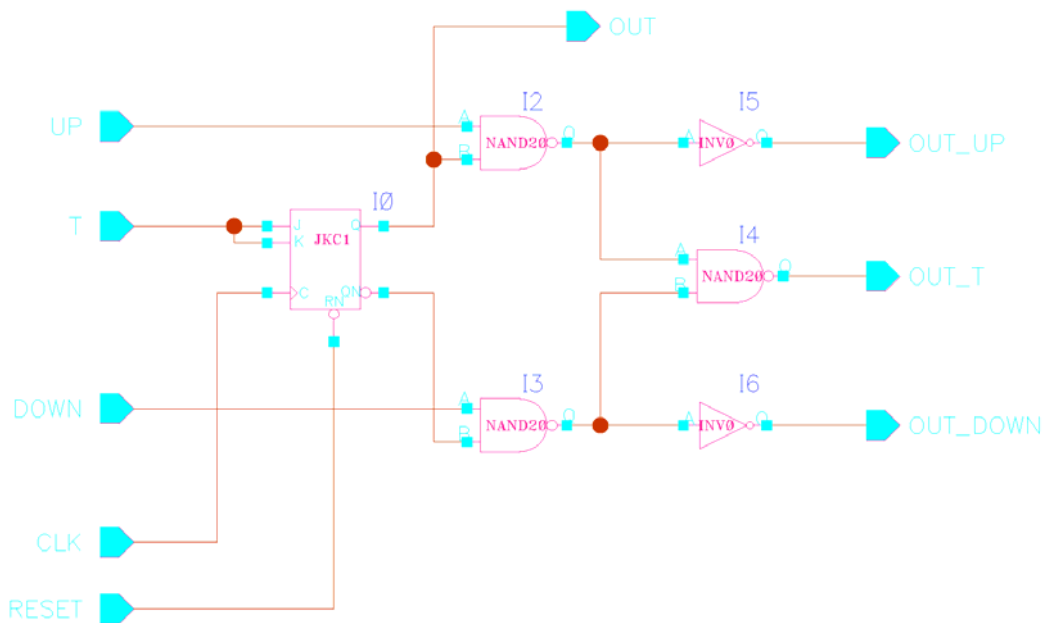 OUT
I2
I5
UP
A
NAND20
O
A
INV0
O
OUT_UP
B
T
I0
J
O
K
JKC1
I4
A
NAND20
O
OUT_T
B
C
ON
RN
I3
I6
DOWN
A
NAND20
O
A
INV0
O
OUT_DOWN
B
CLK
RESET